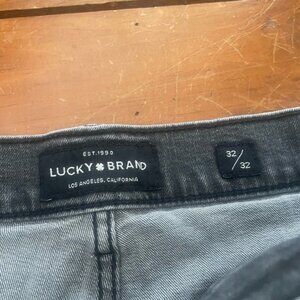 EST.1990
LUCKY BRAND
LOS ANGELES, CALIFORNIA
32/32